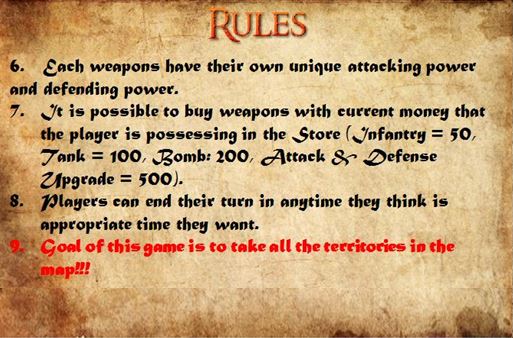 RULES
6. Each weapons have their own unique attacking power
and defending power.
7. It is possible to buy weapons with current money that
the player is possessing in the Store (Infantry = 50,
Tank = 100, Bomb: 200, Attack & Defense
Upgrade = 500).
8. Players can end their turn in anytime they think is
appropriate time they want.
9. Goal of this game is to take all the territories in the
map!!!